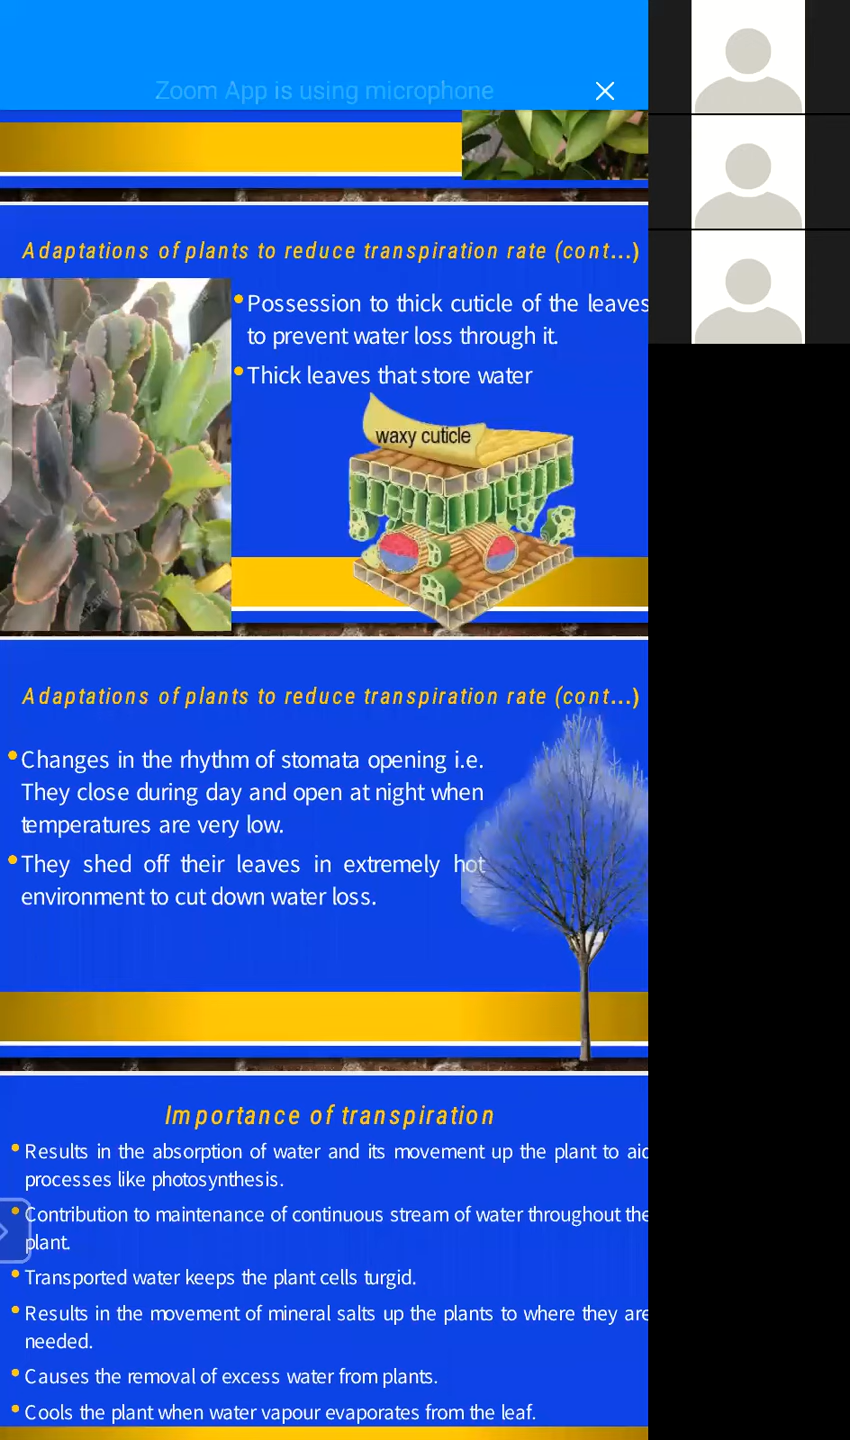 Zoom App is using microphone
Adaptations of plants to reduce transpiration rate (cont...)
Possession to thick cuticle of the leaves
to prevent water loss through it.
Thick leaves that store water
waxy cuticle
Adaptations of plants to reduce transpiration rate (cont...)
Changes in the rhythm of stomata opening i.e.
They close during day and open at night when
temperatures are very low.
They shed off their leaves in extremely hot
environment to cut down water loss.
Importance of transpiration
Results in the absorption of water and its movement up the plant to aid
processes like photosynthesis.
Contribution to maintenance of continuous stream of water throughout the
plant.
Transported water keeps the plant cells turgid.
Results in the movement of mineral salts up the plants to where they are
needed.
Causes the removal of excess water from plants.
Cools the plant when water vapour evaporates from the leaf.